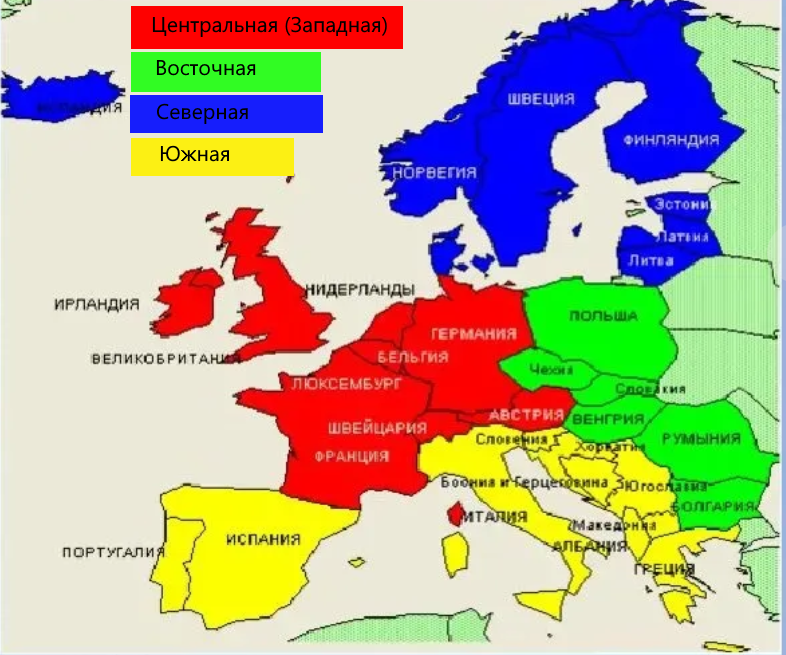 Центральная (Западная)
Восточная
Северная
Южная
ИСЛАНДИЯ
ШВЕЦИЯ
ФИНЛЯНДИЯ
НОРВЕГИЯ
Эстония
Латвия
Литва
НИДЕРЛАНДЫ
ИРЛАНДИЯ
ПОЛЬША
ГЕРМАНИЯ
ВЕЛИКОБРИТАНИЯ
БЕЛЬГИЯ
Чехия
ЛЮКСЕМБУРГ
Словакия
АВСТРИЯ
ВЕНГРИЯ
ШВЕЙЦАРИЯ
Словения
РУМЫНИЯ
Хорватия
ФРАНЦИЯ
Босния и Герцеговина
Югославия
БОЛГАРИЯ
ИТАЛИЯ
Македония
ИСПАНИЯ
АЛБАНИЯ
ПОРТУГАЛИЯ
ГРЕЦИЯ